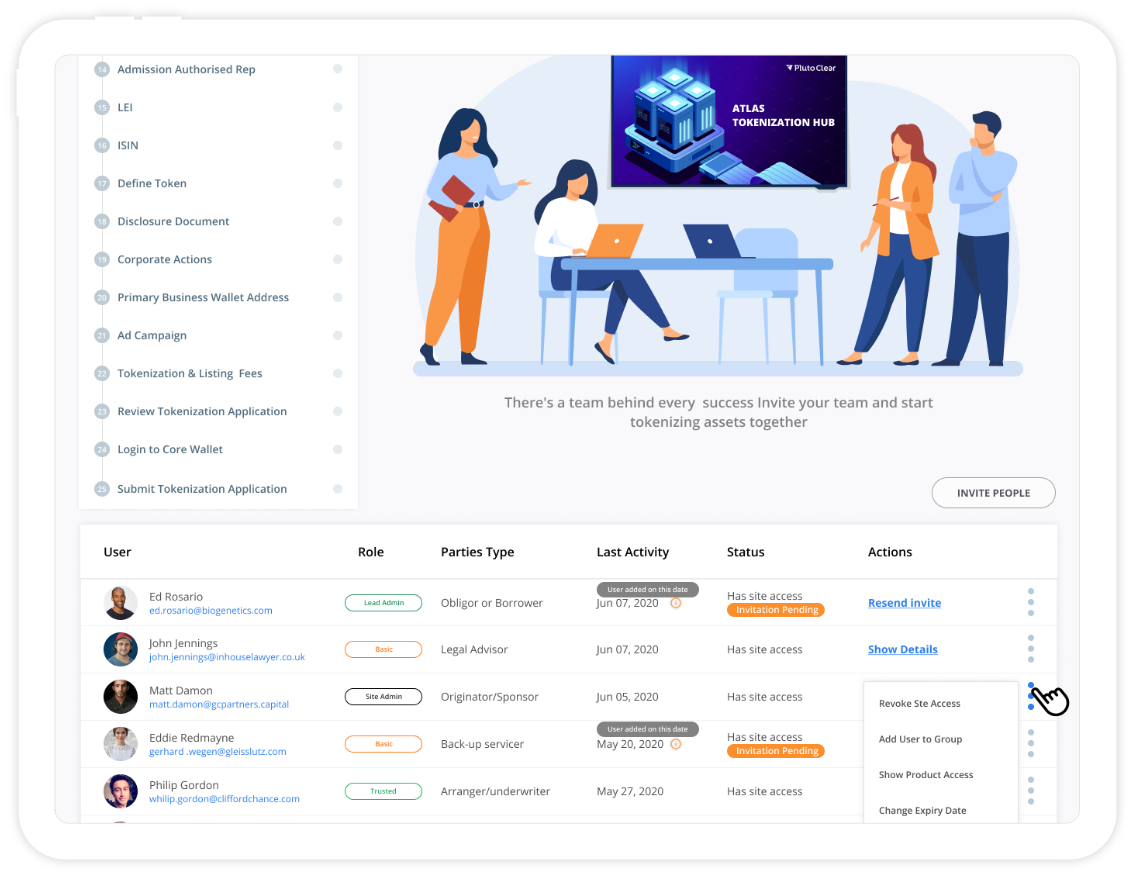 14 Admission Authorised Rep
15 LEI
16 ISIN
17 Define Token
18 Disclosure Document
19 Corporate Actions
20 Primary Business Wallet Address
21 Ad Campaign
22 Tokenization & Listing Fees
23 Review Tokenization Application
24 Login to Core Wallet
25 Submit Tokenization Application
PlutoClear
ATLAS
TOKENIZATION HUB
There's a team behind every success Invite your team and start
tokenizing assets together
INVITE PEOPLE
User Role Parties Type Last Activity Status Actions
User added on this date
Ed Rosario
ed.rosario@biogenetics.com
Lead Admin
Obligor or Borrower
Jun 07, 2020
Has site access
Invitation Pending
Resend invite
John Jennings
john.jennings@inhouselawyer.co.uk
Basic
Legal Advisor
Jun 07, 2020
Has site access
Show Details
Matt Damon
matt.damon@gcpartners.capital
Site Admin
Originator/Sponsor
Jun 05, 2020
Has site access
Revoke Ste Access
Add User to Group
Show Product Access
Change Expiry Date
User added on this date
Eddie Redmayne
gerhard .wegen@gleisslutz.com
Basic
Back-up servicer
May 20, 2020
Has site access
Invitation Pending
Philip Gordon
whilip.gordon@cliffordchance.com
Trusted
Arranger/underwriter
May 27, 2020
Has site access